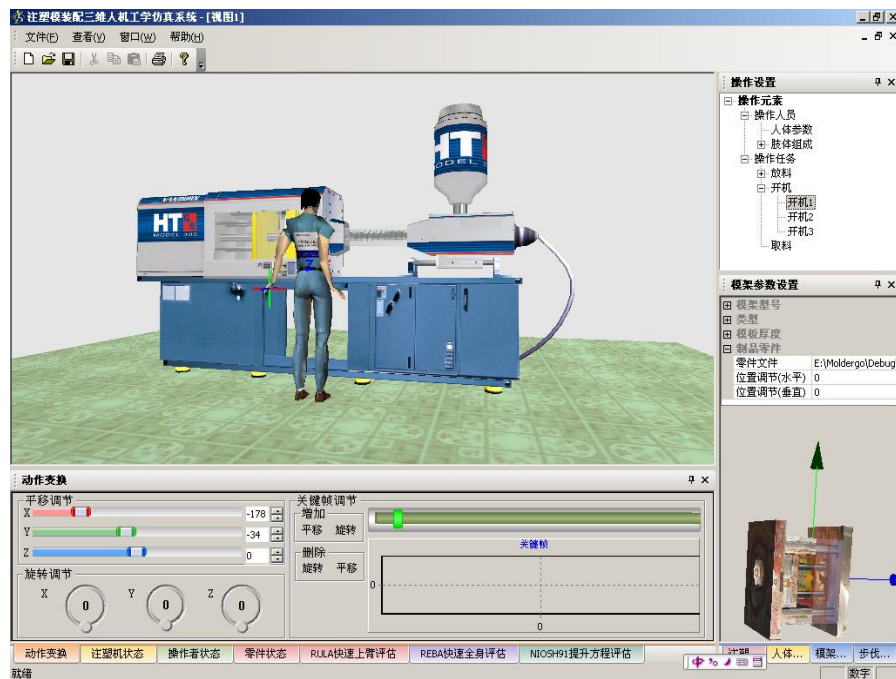 注塑模装配三维人机工学仿真系统 - [视图1]
文件(F) 查看(V) 窗口(W) 帮助(H)
操作设置
操作元素
操作人员
人体参数
肢体组成
操作任务
放料
开机
开机1
开机2
开机3
取料
HT
MODEL 3
VANDORN
HT
MODEL 300
Z
模架参数设置
模架型号
类型
模板厚度
制品零件
零件文件 E:\Moldergo\Debug
位置调节(水平) 0
位置调节(垂直) 0
动作变换
平移调节
X -178
Y -34
Z 0
旋转调节
X 0 Y 0 Z 0
关键帧调节
增加
平移 旋转
删除
旋转 平移
关键帧
0
0
动作变换 注塑机状态 操作者状态 零件状态 RULA快速上臂评估 REBA快速全身评估 NIOSH91提升方程评估
注塑... 人体... 模架... 步伐...
中
就绪
数字